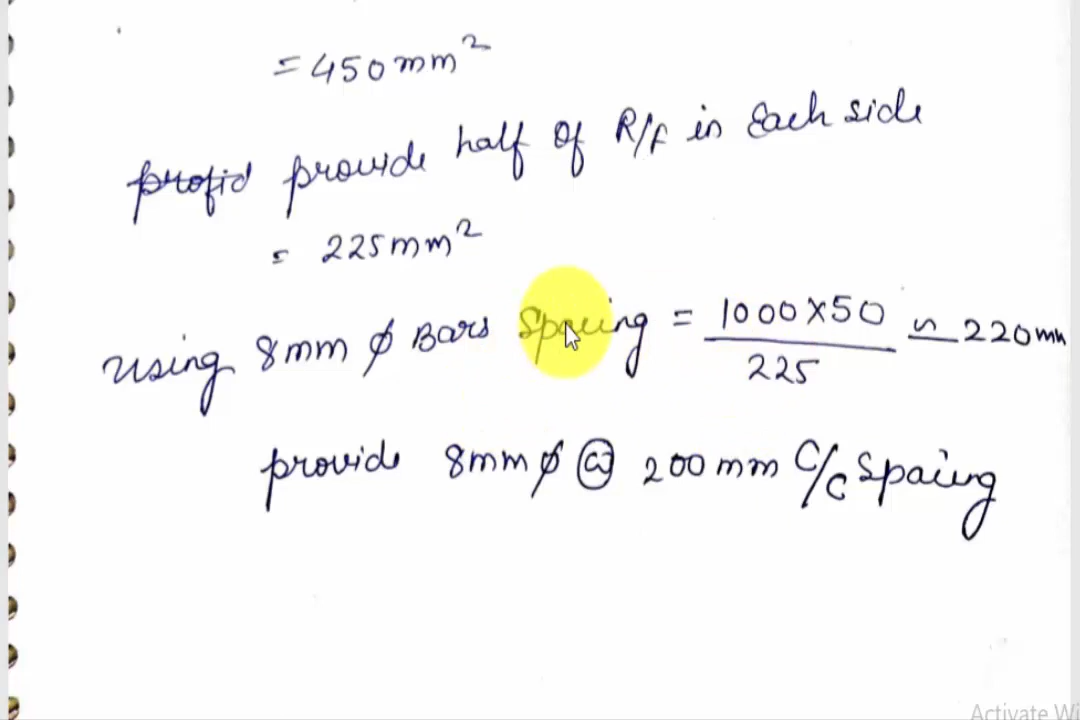 = 450 mm²
profid provide half of R/F in Each side
= 225 mm²
1000 x 50
Using 8mm ϕ Bars Spacing = ≃ 220mm
225
provide 8mm ϕ @ 200 mm C/C Spacing
Activate Wi